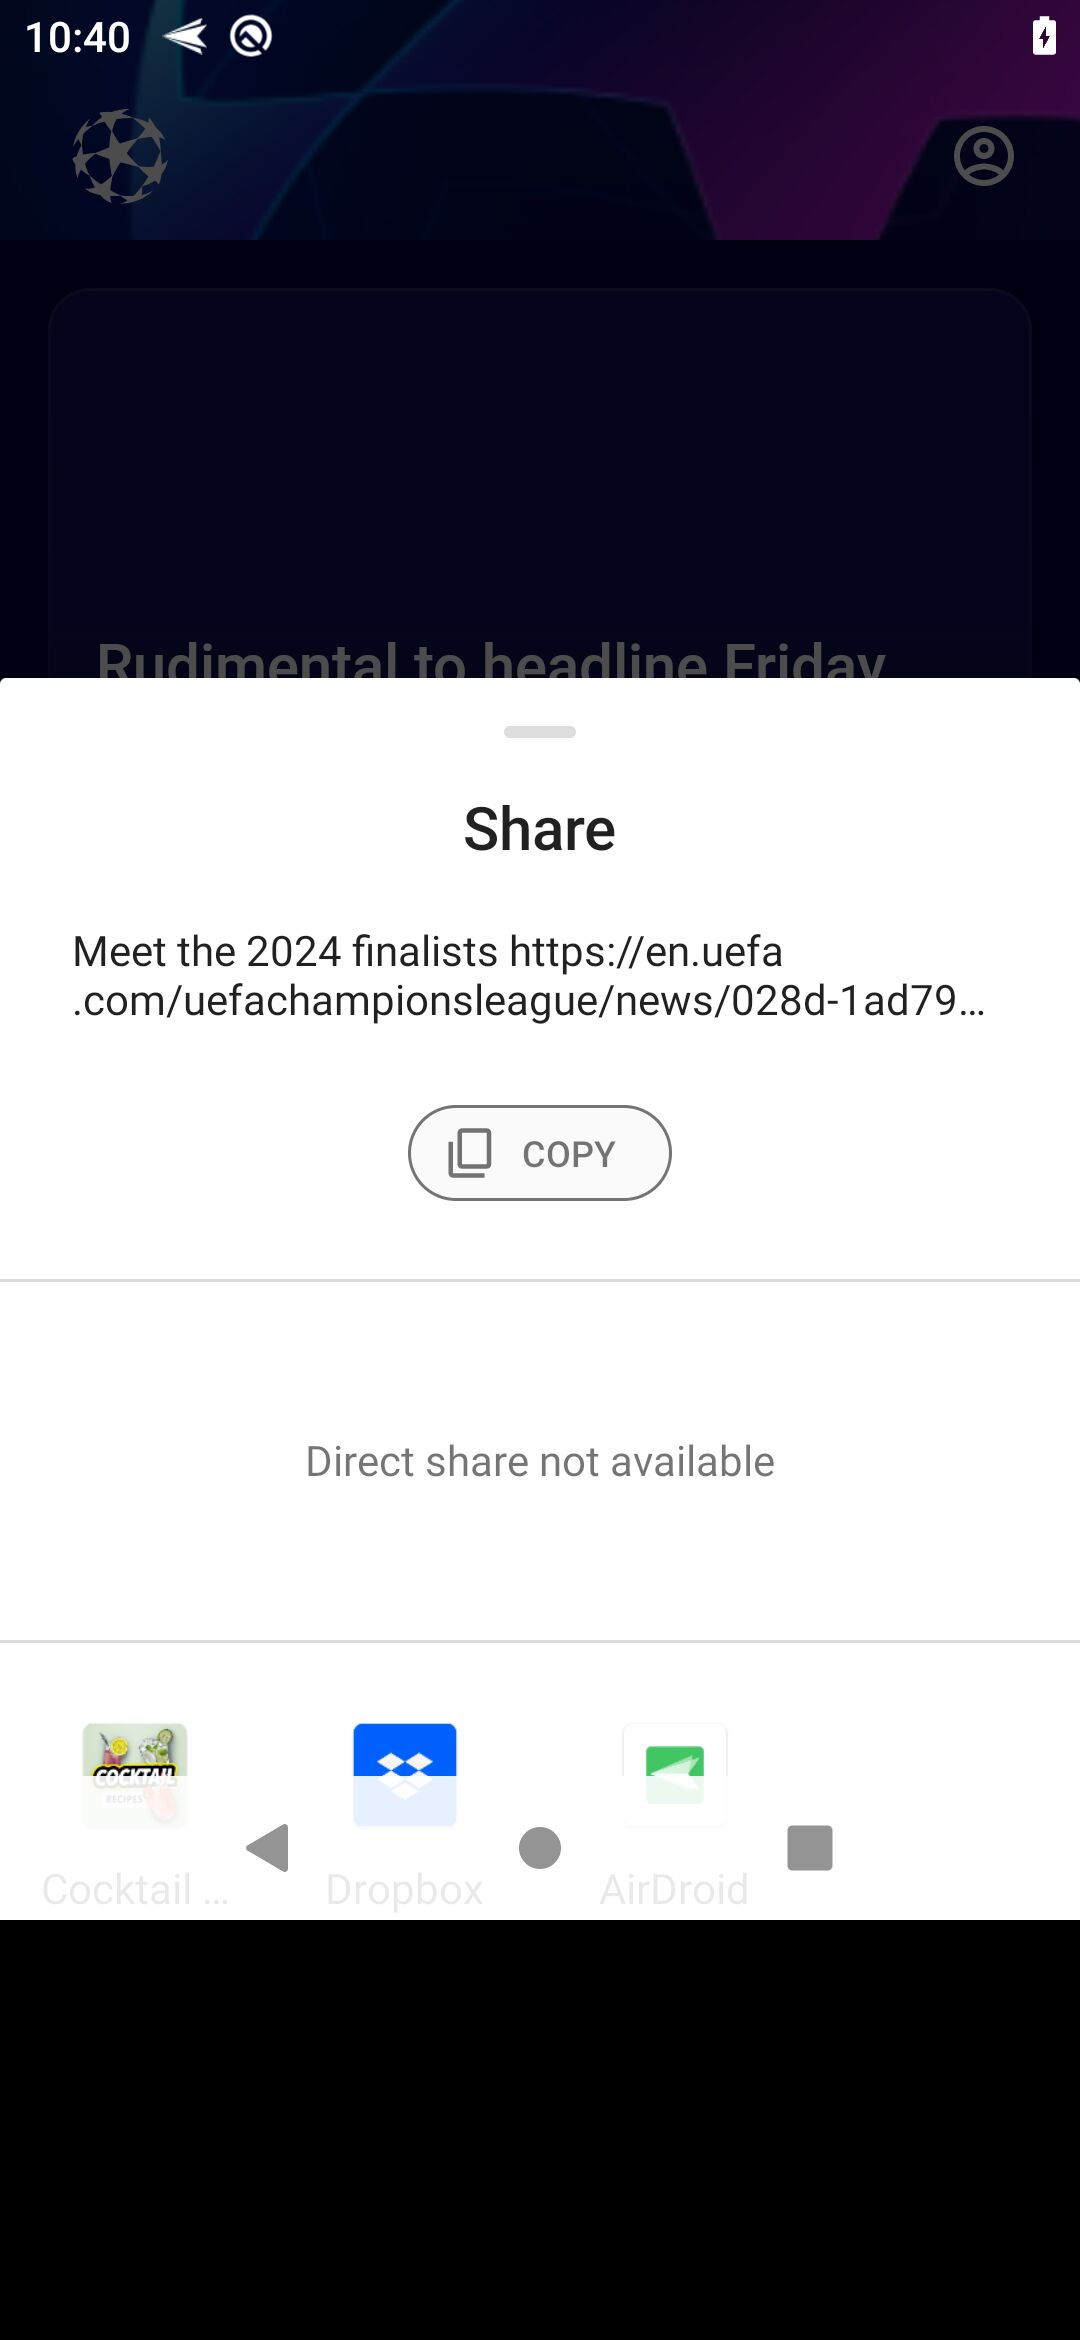 10:40
Rudimental to headline Friday
Share
Meet the 2024 finalists https://en.uefa
.com/uefachampionsleague/news/028d-1ad79…
COPY
Direct share not available
COCKTAIL
RECIPES
Cocktail ...
Dropbox
AirDroid